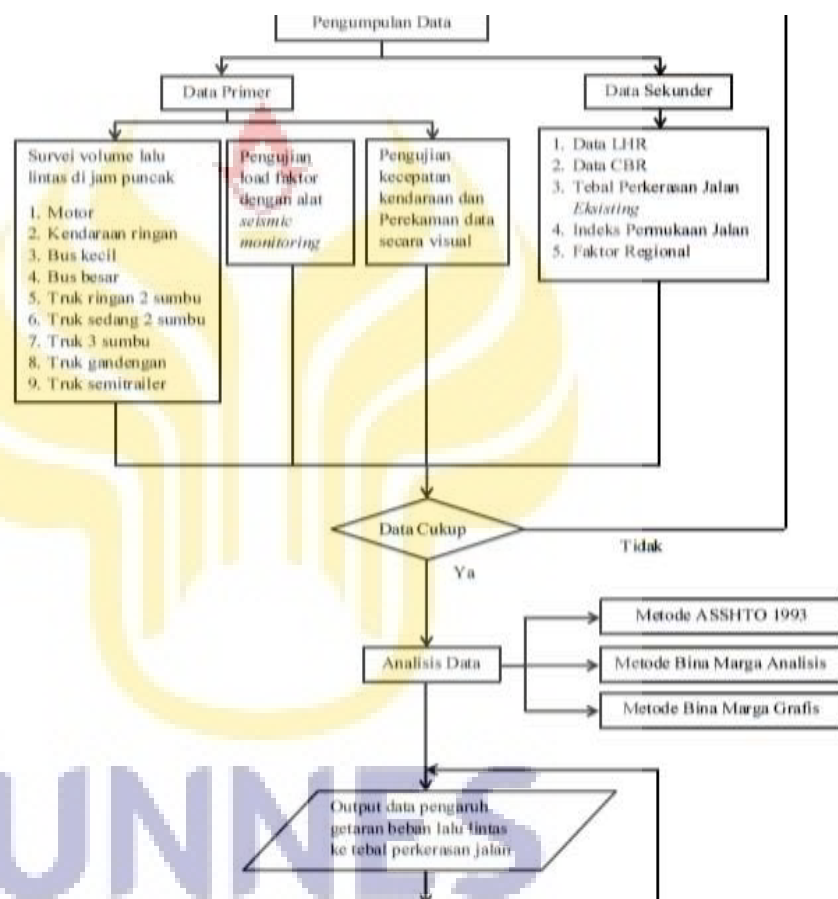 Pengumpulan Data
Data Primer
Data Sekunder
Survei volume lalu
lintas di jam puncak
1. Motor
2. Kendaraan ringan
3. Bus kecil
4. Bus besar
5. Truk ringan 2 sumbu
6. Truk sedang 2 sumbu
7. Truk 3 sumbu
8. Truk gandengan
9. Truk semitrailer
Pengujian
load faktor
dengan alat
seismic
monitoring
Pengujian
kecepatan
kendaraan dan
Perekaman data
secara visual
1. Data LHR
2. Data CBR
3. Tebal Perkerasan Jalan
Eksisting
4. Indeks Permukaan Jalan
5. Faktor Regional
Data Cukup
Tidak
Ya
Analisis Data
Metode ASSHTO 1993
Metode Bina Marga Analisis
Metode Bina Marga Grafis
Output data pengaruh
getaran beban lalu lintas
ke tebal perkerasan jalan
UNNES